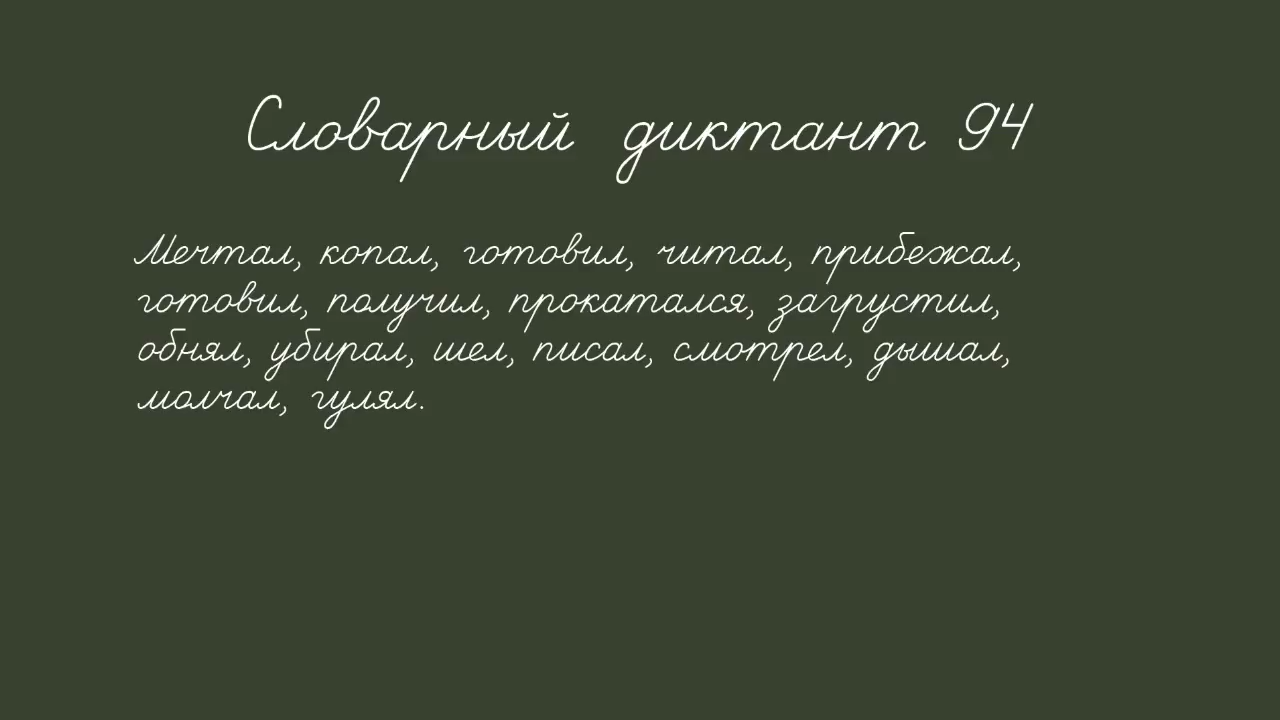 Словарный диктант 94
Мечтал, копал, готовил, читал, прибежал,
готовил, получил, прокатался, загрустил,
обнял, убирал, шел, писал, смотрел, дышал,
молчал, гулял.